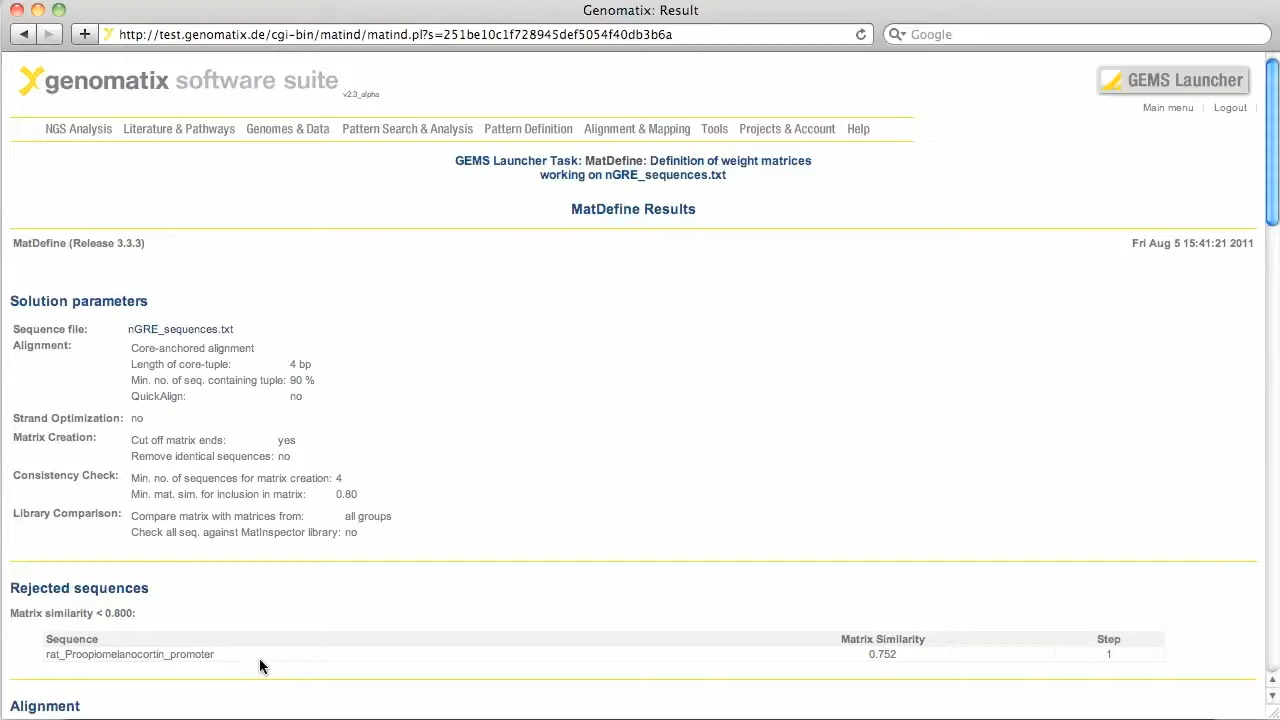 Genomatix: Result
http://test.genomatix.de/cgi-bin/matind/matind.pl?s=251be10c1f728945def5054f40db3b6a
Google
genomatix software suite v2.3_alpha
GEMS Launcher
Main menu | Logout |
NGS Analysis Literature & Pathways Genomes & Data Pattern Search & Analysis Pattern Definition Alignment & Mapping Tools Projects & Account Help
GEMS Launcher Task: MatDefine: Definition of weight matrices
working on nGRE_sequences.txt
MatDefine Results
MatDefine (Release 3.3.3) Fri Aug 5 15:41:21 2011
Solution parameters
Sequence file: nGRE_sequences.txt
Alignment:
Core-anchored alignment
Length of core-tuple: 4 bp
Min. no. of seq. containing tuple: 90 %
QuickAlign: no
Strand Optimization: no
Matrix Creation:
Cut off matrix ends: yes
Remove identical sequences: no
Consistency Check:
Min. no. of sequences for matrix creation: 4
Min. mat. sim. for inclusion in matrix: 0.80
Library Comparison:
Compare matrix with matrices from: all groups
Check all seq. against MatInspector library: no
Rejected sequences
Matrix similarity < 0.800:
Sequence Matrix Similarity Step
rat_Proopiomelanocortin_promoter 0.752 1
Alignment